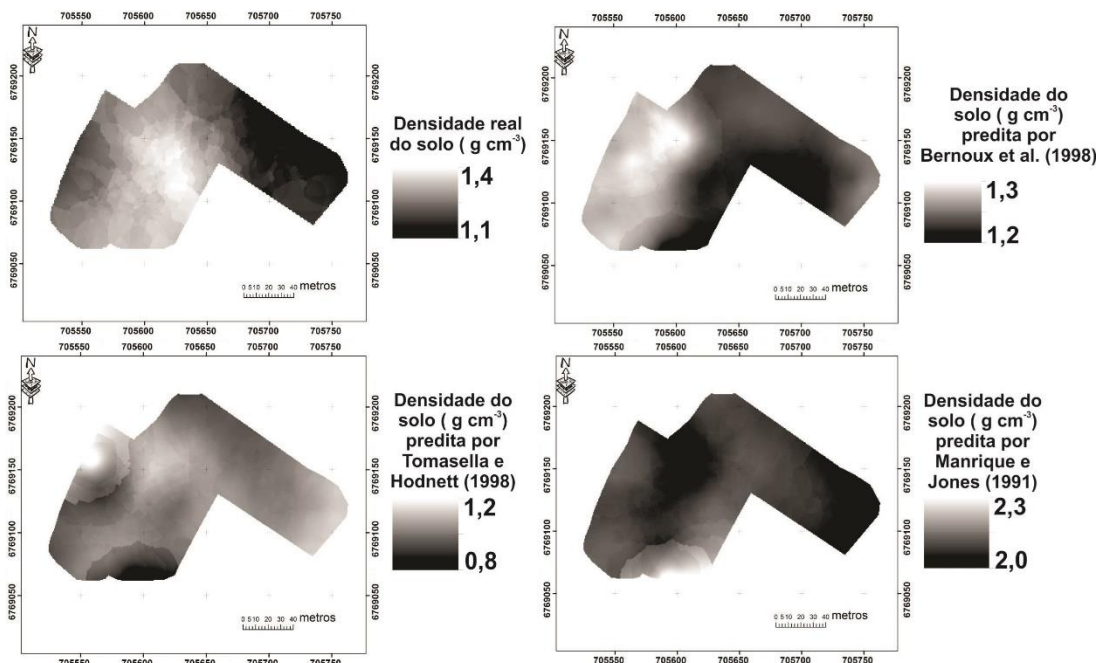 705550 705600 705650 705700 705750
N
6769200
6769150
6769100
6769050
Densidade real
do solo ( g cm⁻³)
1,4
1,1
0 5 10 20 30 40 metros
705550 705600 705650 705700 705750
705550 705600 705650 705700 705750
N
6769200
6769150
6769100
6769050
Densidade do
solo ( g cm⁻³)
predita por
Bernoux et al. (1998)
1,3
1,2
0 5 10 20 30 40 metros
705550 705600 705650 705700 705750
N
6769200
6769150
6769100
6769050
Densidade do
solo ( g cm⁻³)
predita por
Tomasella e
Hodnett (1998)
1,2
0,8
0 5 10 20 30 40 metros
705550 705600 705650 705700 705750
N
6769200
6769150
6769100
6769050
Densidade do
solo ( g cm⁻³)
predita por
Manrique e
Jones (1991)
2,3
2,0
0 5 10 20 30 40 metros
705550 705600 705650 705700 705750